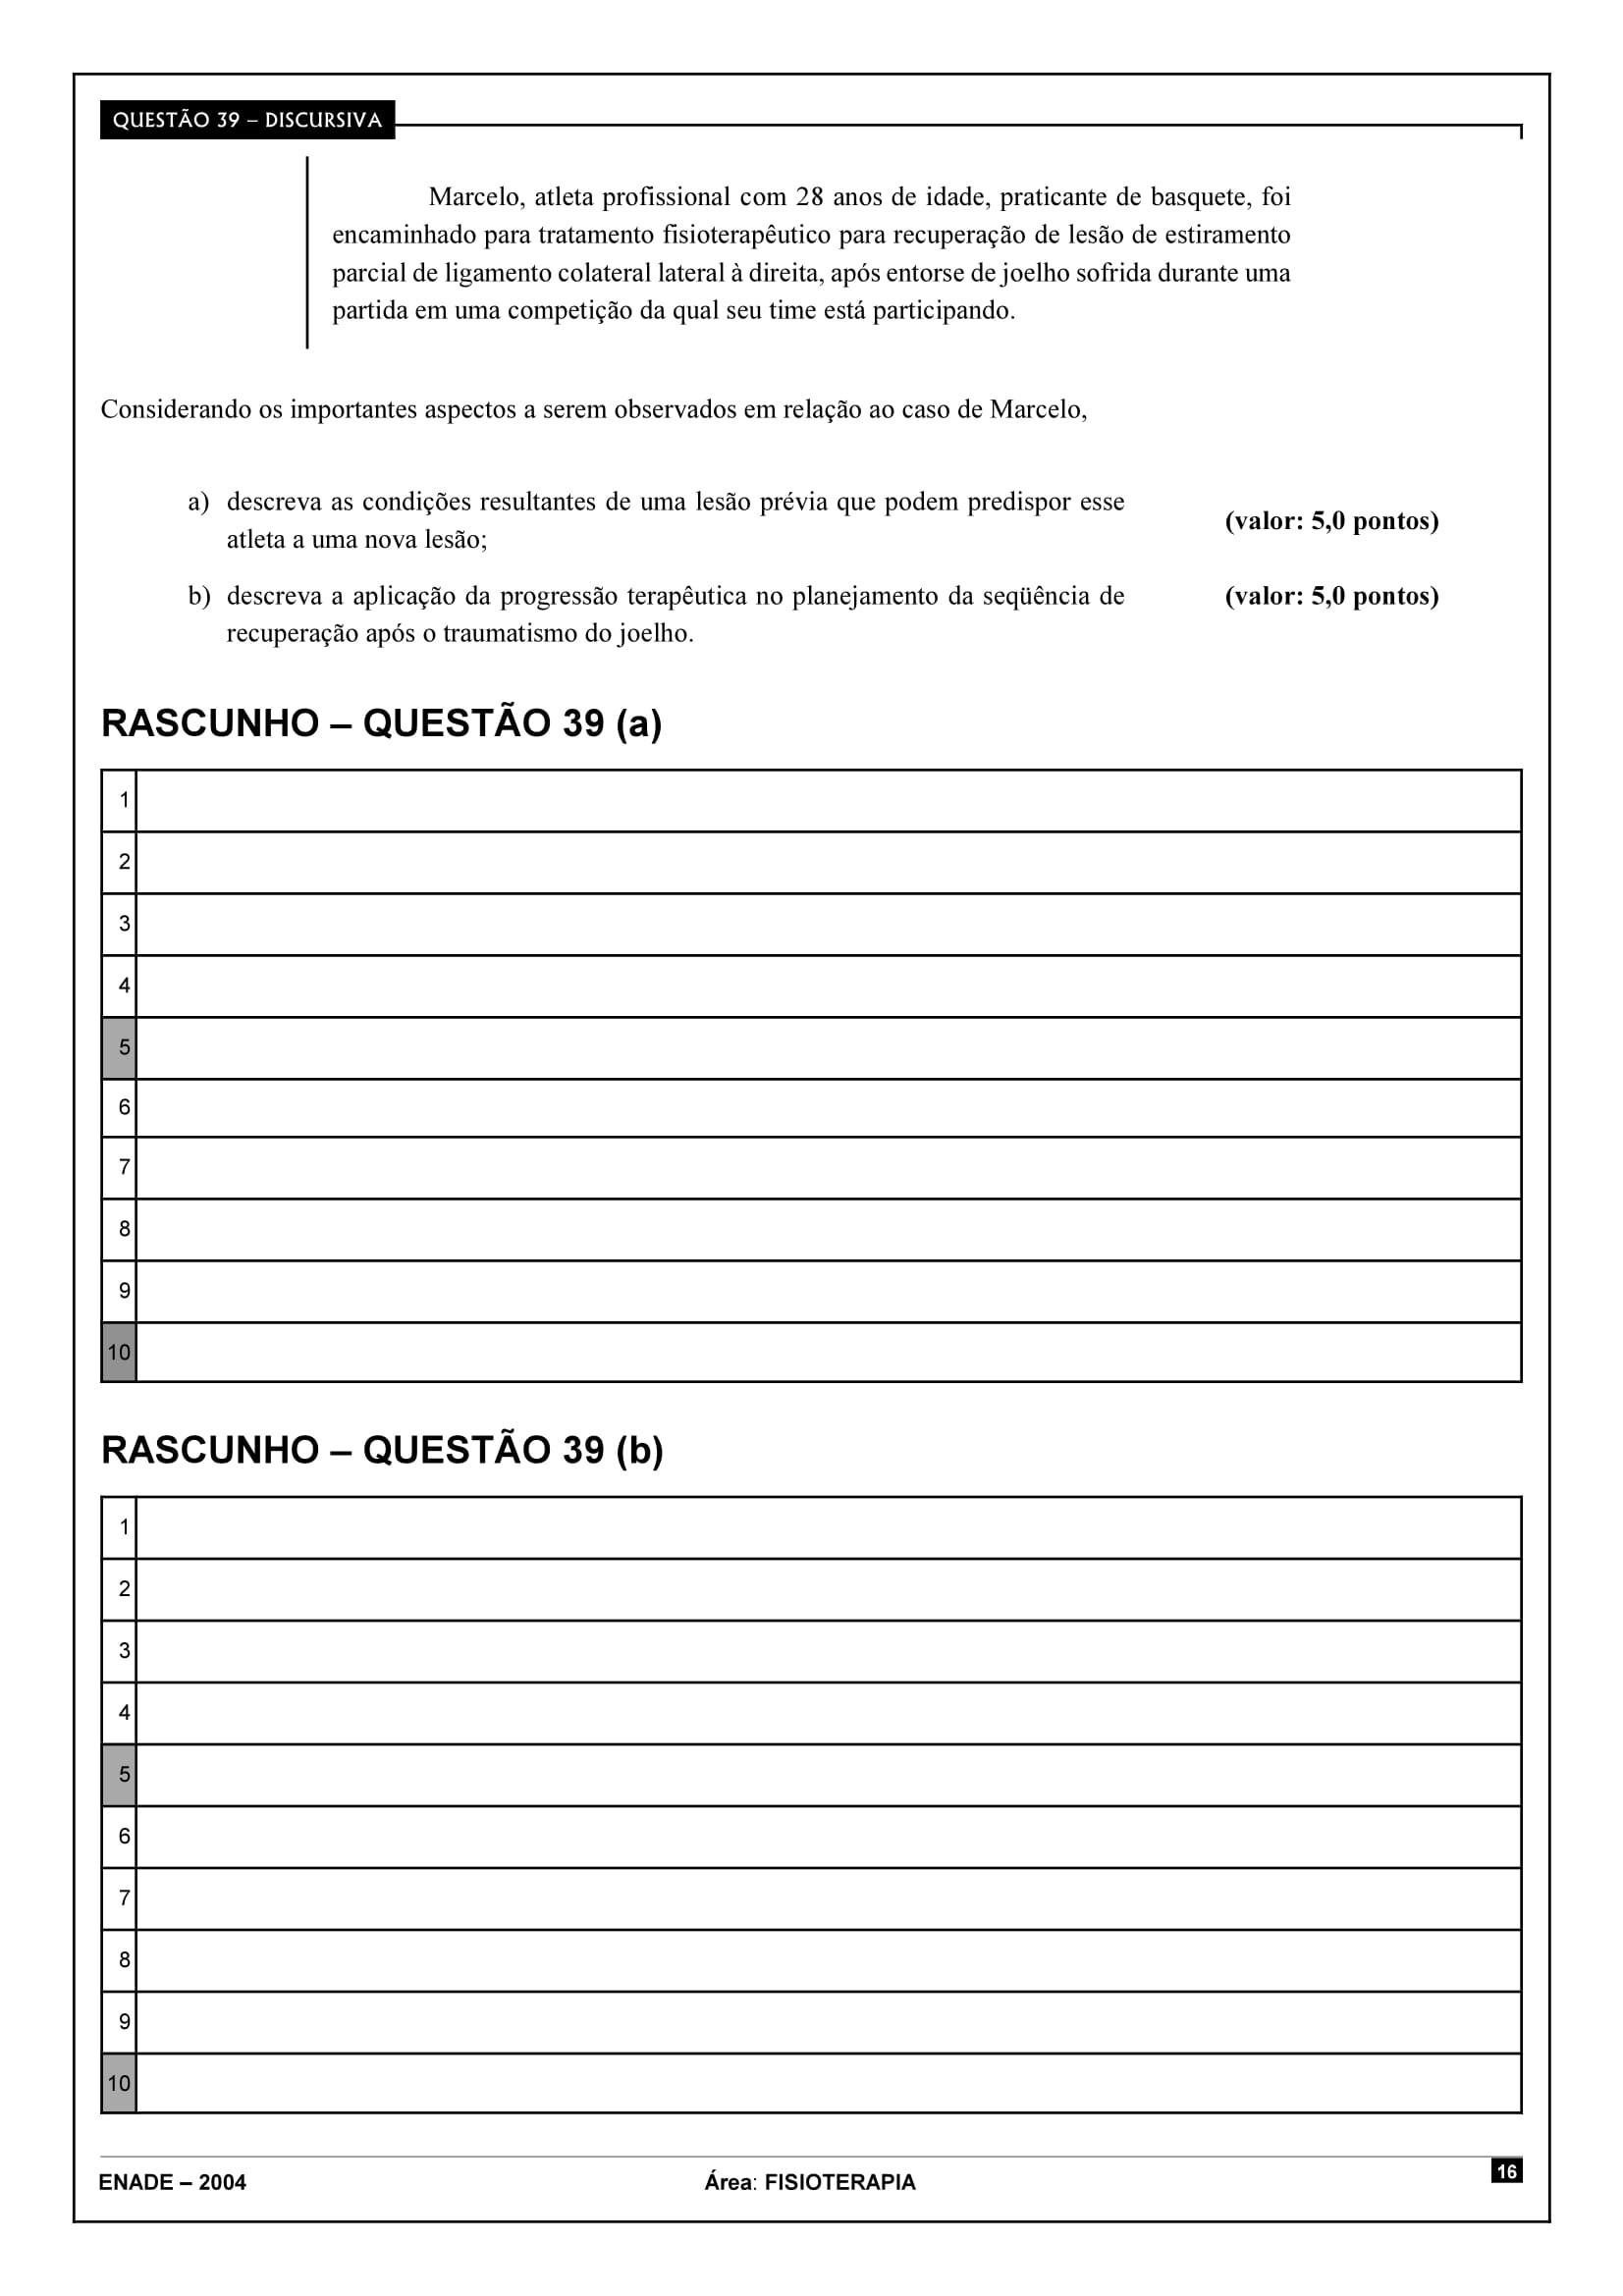 QUESTÃO 39 – DISCURSIVA
Marcelo, atleta profissional com 28 anos de idade, praticante de basquete, foi
encaminhado para tratamento fisioterapêutico para recuperação de lesão de estiramento
parcial de ligamento colateral lateral à direita, após entorse de joelho sofrida durante uma
partida em uma competição da qual seu time está participando.
Considerando os importantes aspectos a serem observados em relação ao caso de Marcelo,
a) descreva as condições resultantes de uma lesão prévia que podem predispor esse
atleta a uma nova lesão;
(valor: 5,0 pontos)
b) descreva a aplicação da progressão terapêutica no planejamento da seqüência de
recuperação após o traumatismo do joelho.
(valor: 5,0 pontos)
RASCUNHO – QUESTÃO 39 (a)
1
2
3
4
5
6
7
8
9
10
RASCUNHO – QUESTÃO 39 (b)
1
2
3
4
5
6
7
8
9
10
ENADE – 2004
Área: FISIOTERAPIA
16